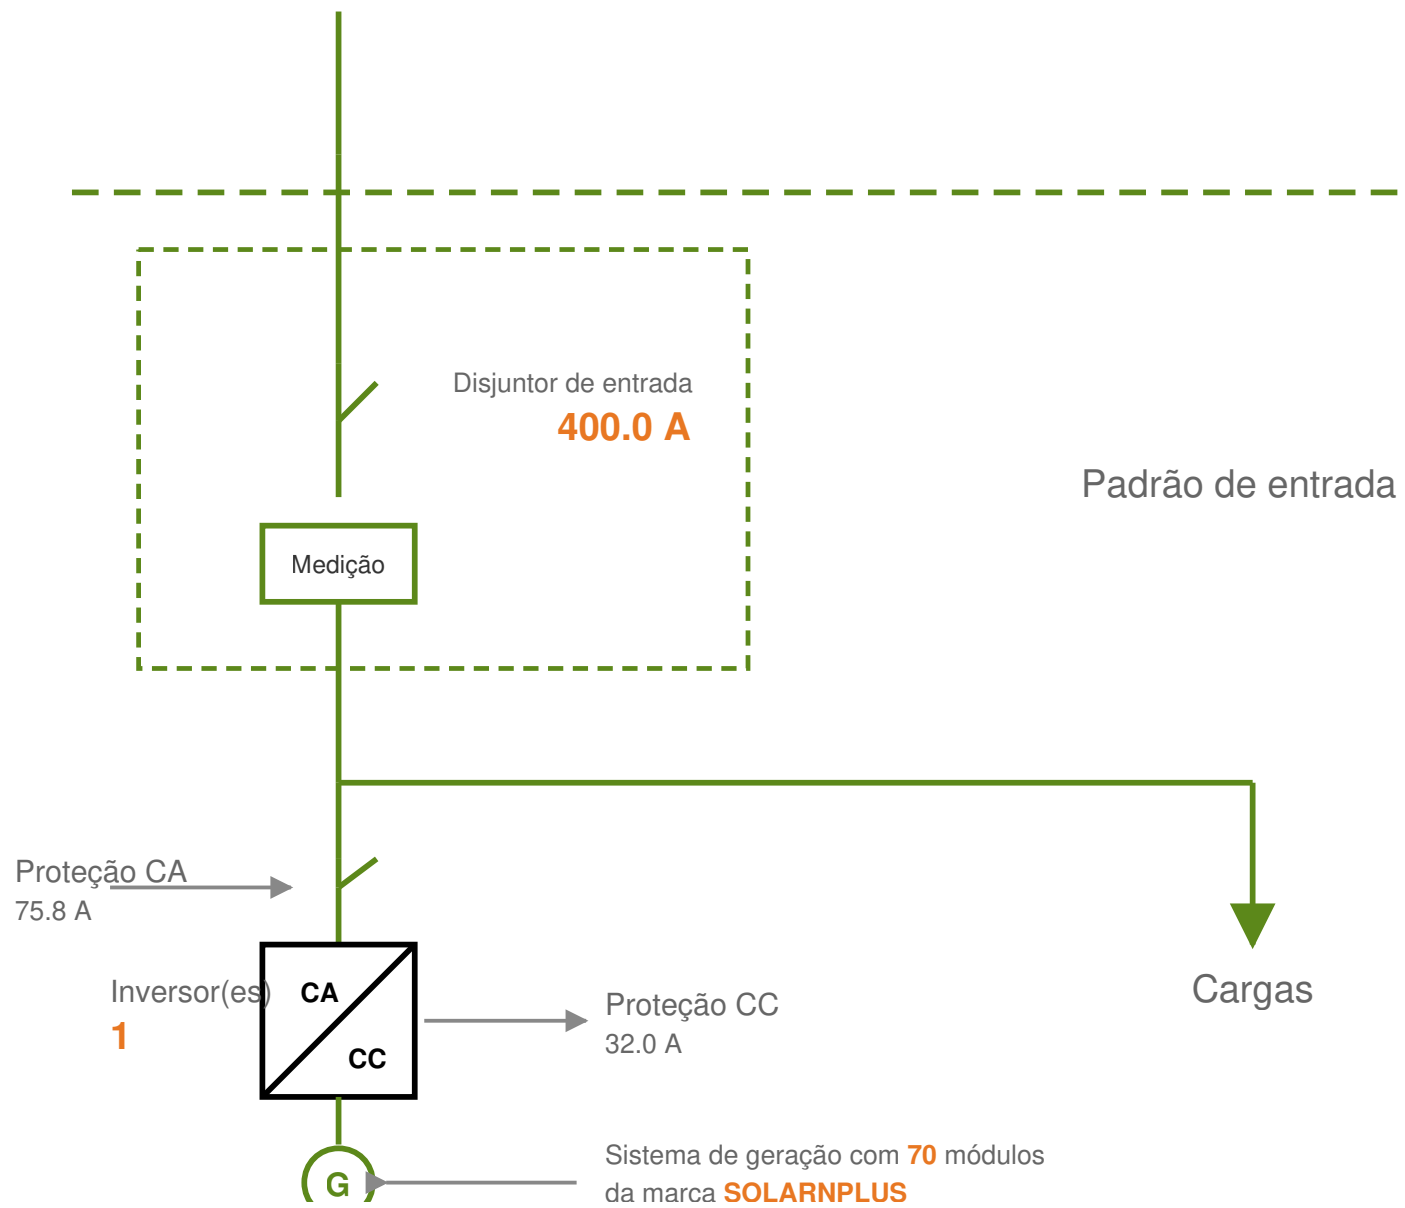 Disjuntor de entrada
400.0 A
Padrão de entrada
Medição
Proteção CA
75.8 A
Inversor(es)
1
CA
CC
Proteção CC
32.0 A
Cargas
G
Sistema de geração com 70 módulos
da marca SOLARNPLUS